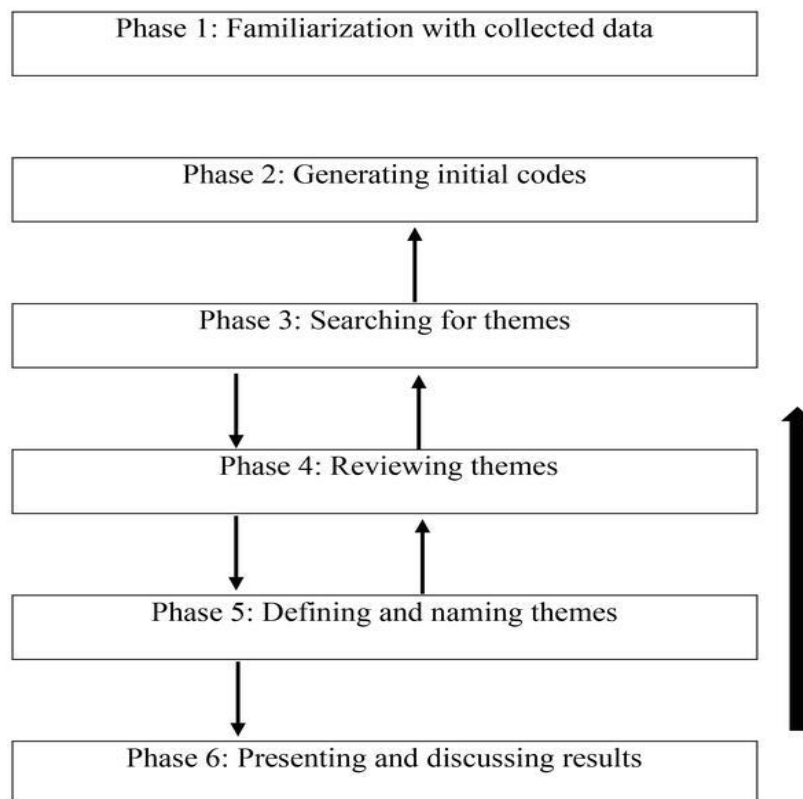 Phase 1: Familiarization with collected data
Phase 2: Generating initial codes
Phase 3: Searching for themes
Phase 4: Reviewing themes
Phase 5: Defining and naming themes
Phase 6: Presenting and discussing results